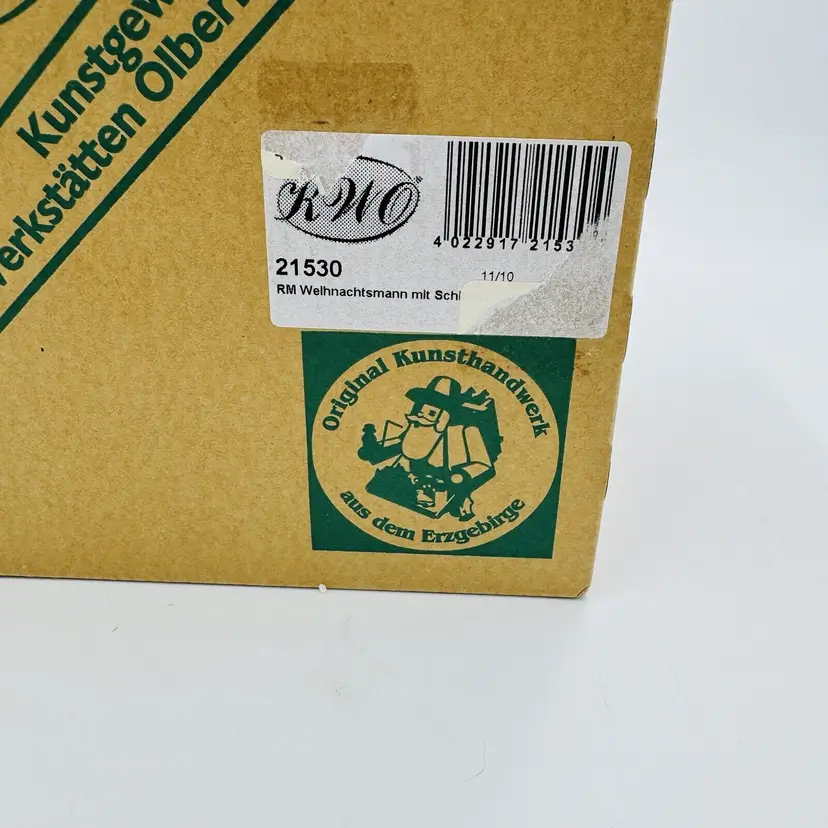 Kunstgew
erkstätten Olber
KWO®
4 022917 2153
21530
11/10
RM Weihnachtsmann mit Schl
Original Kunsthandwerk
aus dem Erzgebirge